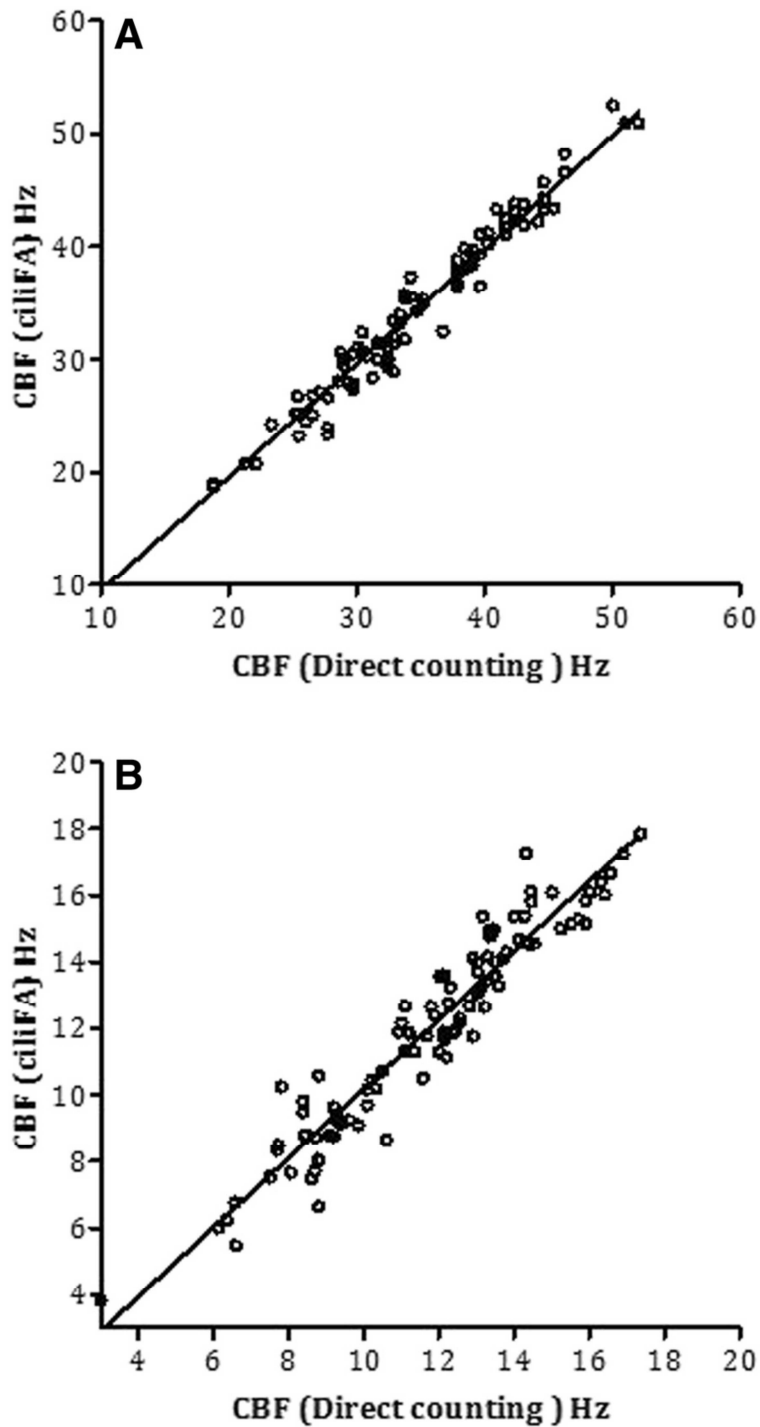 A
60
50
40
30
20
10
CBF (ciliFA) Hz
10 20 30 40 50 60
CBF (Direct counting ) Hz
B
20
18
16
14
12
10
8
6
4
CBF (ciliFA) Hz
4 6 8 10 12 14 16 18 20
CBF (Direct counting ) Hz